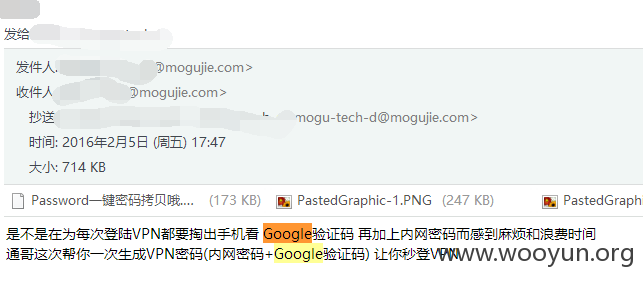 发给
发件人: @mogujie.com>
收件人: @mogujie.com>
抄送 mogu-tech-d@mogujie.com>
时间: 2016年2月5日 (周五) 17:47
大小: 714 KB
Password一键密码拷贝哦.... (173 KB) PastedGraphic-1.PNG (247 KB) PastedGraphic
是不是在为每次登陆VPN都要掏出手机看 Google验证码 再加上内网密码而感到麻烦和浪费时间
通哥这次帮你一次生成VPN密码(内网密码+Google验证码) 让你秒登VPN
www.wooyun.org